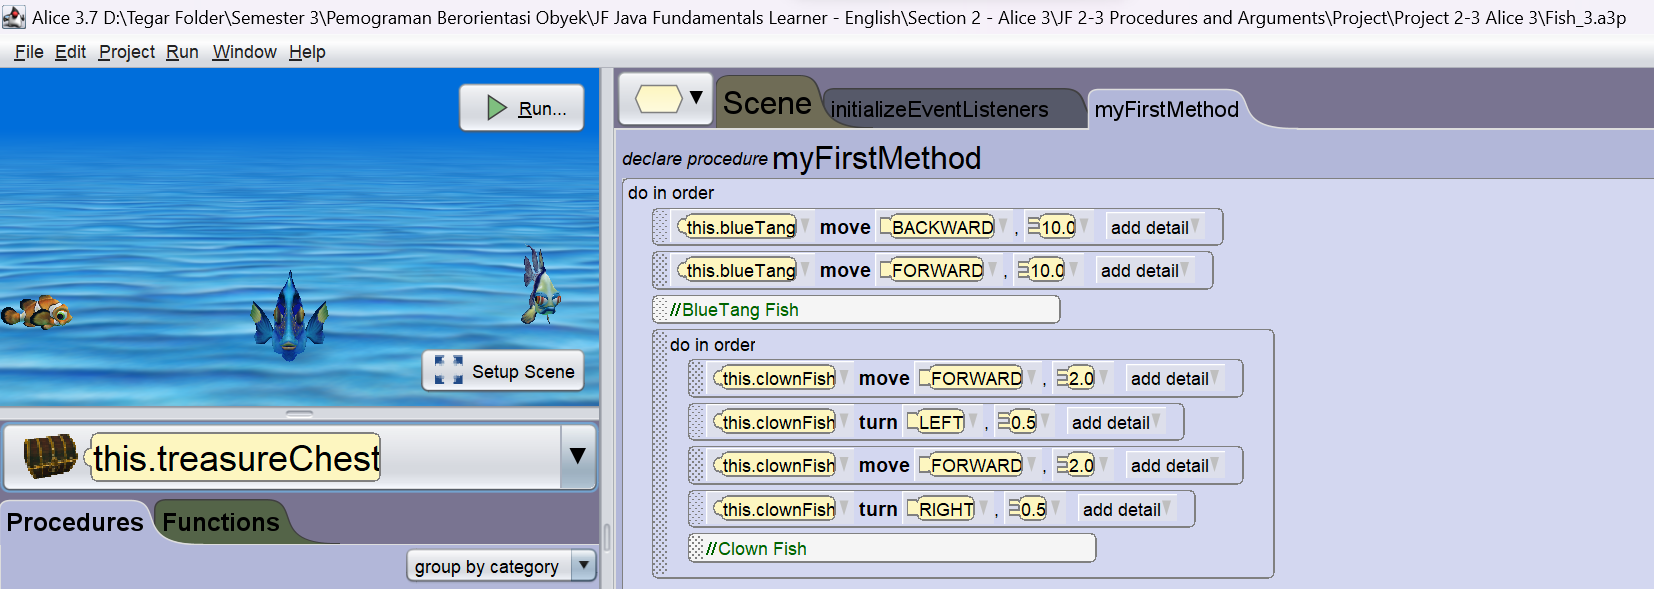 Alice 3.7 D:\Tegar Folder\Semester 3\Pemograman Berorientasi Obyek\JF Java Fundamentals Learner - English\Section 2 - Alice 3\JF 2-3 Procedures and Arguments\Project\Project 2-3 Alice 3\Fish_3.a3p
File Edit Project Run Window Help
Run...
Setup Scene
this.treasureChest
Procedures Functions
group by category
Scene initializeEventListeners myFirstMethod
declare procedure myFirstMethod
do in order
this.blueTang move BACKWARD , 10.0 add detail
this.blueTang move FORWARD , 10.0 add detail
//BlueTang Fish
do in order
this.clownFish move FORWARD , 2.0 add detail
this.clownFish turn LEFT , 0.5 add detail
this.clownFish move FORWARD , 2.0 add detail
this.clownFish turn RIGHT , 0.5 add detail
//Clown Fish